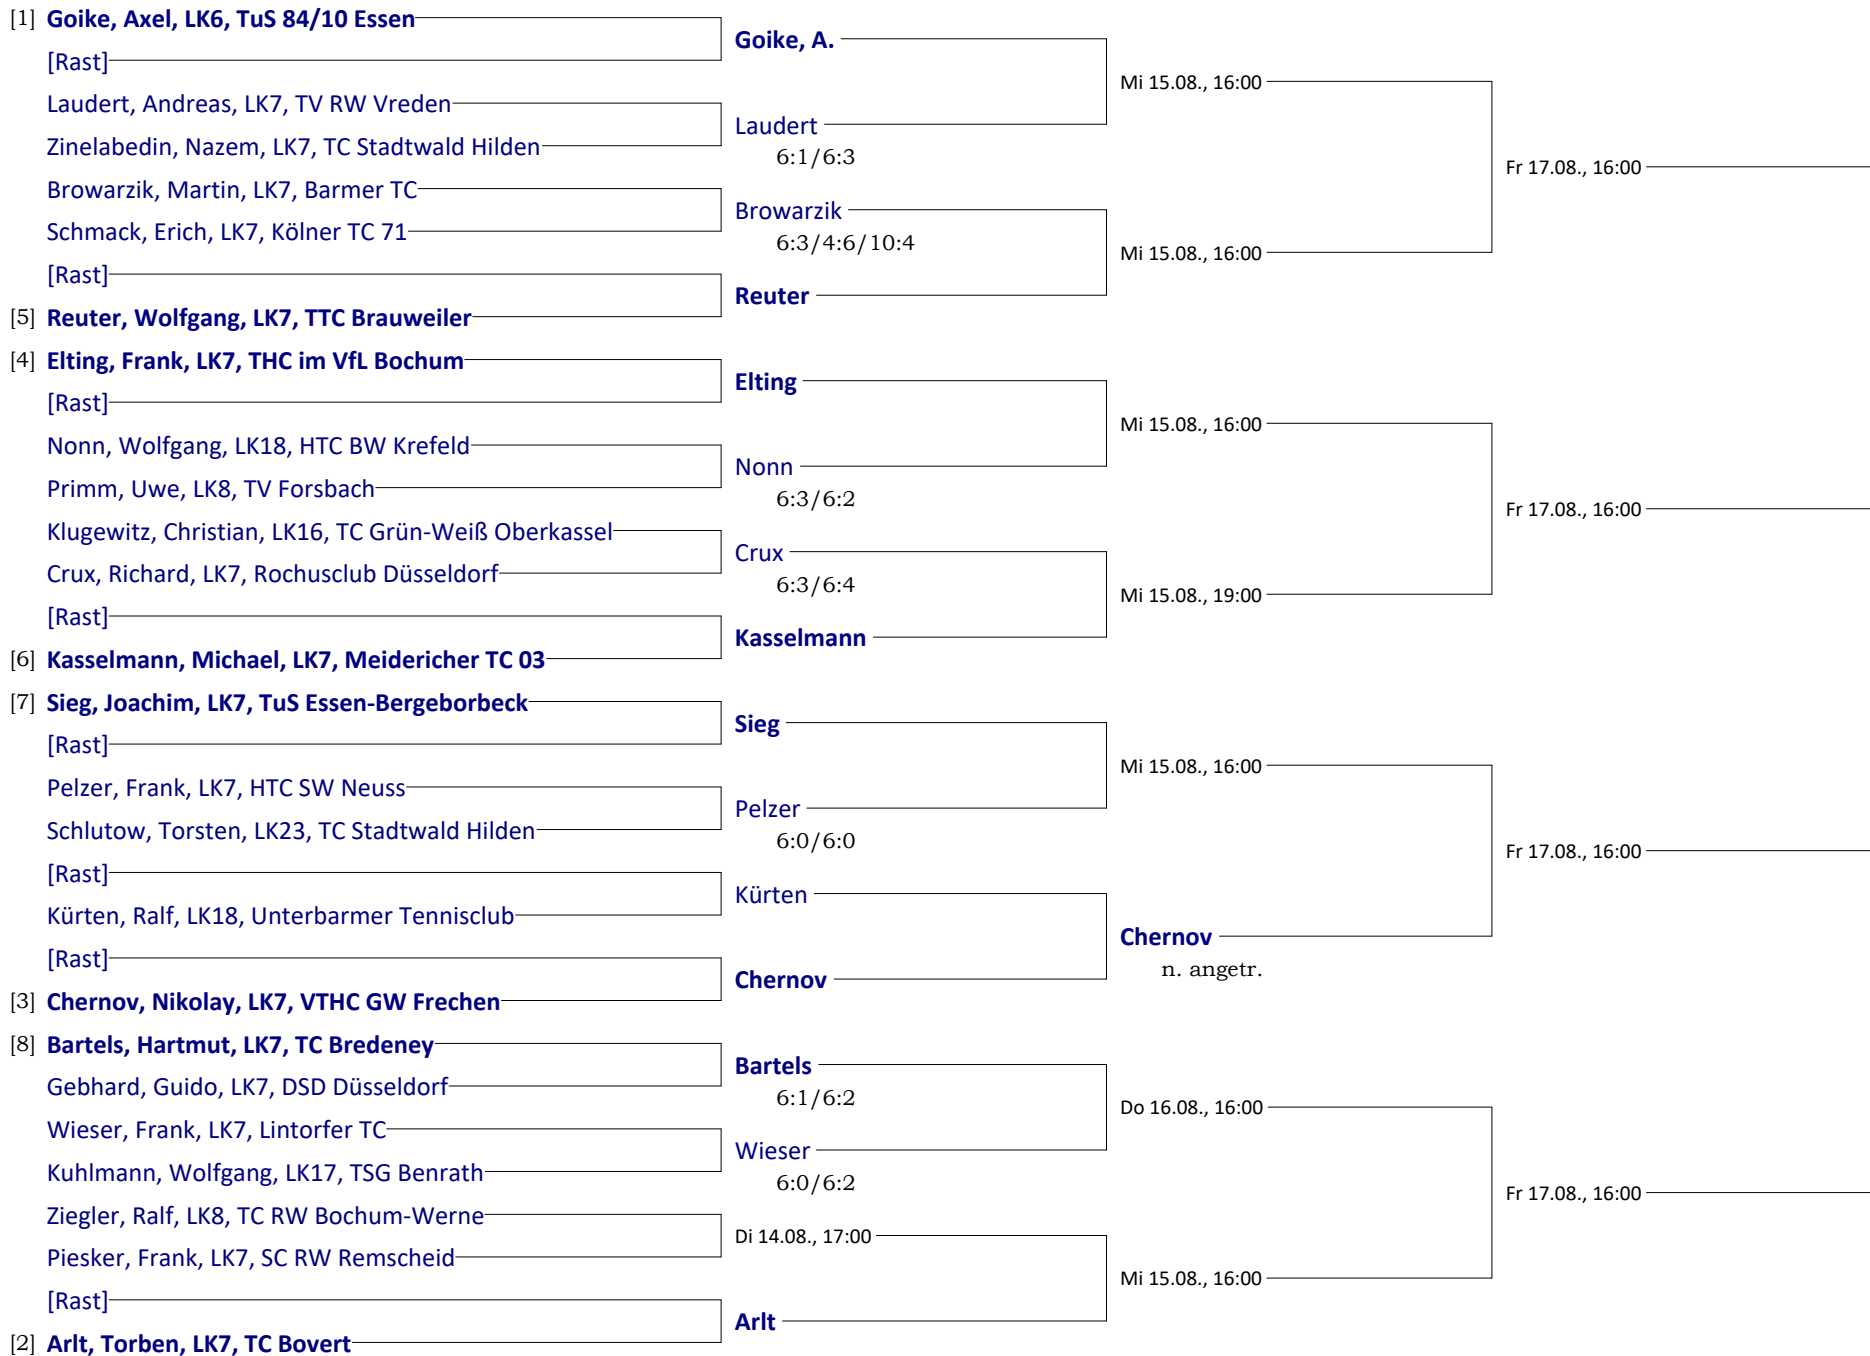 [1] Goike, Axel, LK6, TuS 84/10 Essen
[Rast]
Laudert, Andreas, LK7, TV RW Vreden
Zinelabedin, Nazem, LK7, TC Stadtwald Hilden
Browarzik, Martin, LK7, Barmer TC
Schmack, Erich, LK7, Kölner TC 71
[Rast]
[5] Reuter, Wolfgang, LK7, TTC Brauweiler
[4] Elting, Frank, LK7, THC im VfL Bochum
[Rast]
Nonn, Wolfgang, LK18, HTC BW Krefeld
Primm, Uwe, LK8, TV Forsbach
Klugewitz, Christian, LK16, TC Grün-Weiß Oberkassel
Crux, Richard, LK7, Rochusclub Düsseldorf
[Rast]
[6] Kasselmann, Michael, LK7, Meidericher TC 03
[7] Sieg, Joachim, LK7, TuS Essen-Bergeborbeck
[Rast]
Pelzer, Frank, LK7, HTC SW Neuss
Schlutow, Torsten, LK23, TC Stadtwald Hilden
[Rast]
Kürten, Ralf, LK18, Unterbarmer Tennisclub
[Rast]
[3] Chernov, Nikolay, LK7, VTHC GW Frechen
[8] Bartels, Hartmut, LK7, TC Bredeney
Gebhard, Guido, LK7, DSD Düsseldorf
Wieser, Frank, LK7, Lintorfer TC
Kuhlmann, Wolfgang, LK17, TSG Benrath
Ziegler, Ralf, LK8, TC RW Bochum-Werne
Piesker, Frank, LK7, SC RW Remscheid
[Rast]
[2] Arlt, Torben, LK7, TC Bovert
Goike, A.
Laudert
6:1/6:3
Browarzik
6:3/4:6/10:4
Reuter
Elting
Nonn
6:3/6:2
Crux
6:3/6:4
Kasselmann
Sieg
Pelzer
6:0/6:0
Kürten
Chernov
Bartels
6:1/6:2
Wieser
6:0/6:2
Di 14.08., 17:00
Arlt
Mi 15.08., 16:00
Mi 15.08., 16:00
Mi 15.08., 16:00
Mi 15.08., 19:00
Mi 15.08., 16:00
Chernov
n. angetr.
Do 16.08., 16:00
Mi 15.08., 16:00
Fr 17.08., 16:00
Fr 17.08., 16:00
Fr 17.08., 16:00
Fr 17.08., 16:00